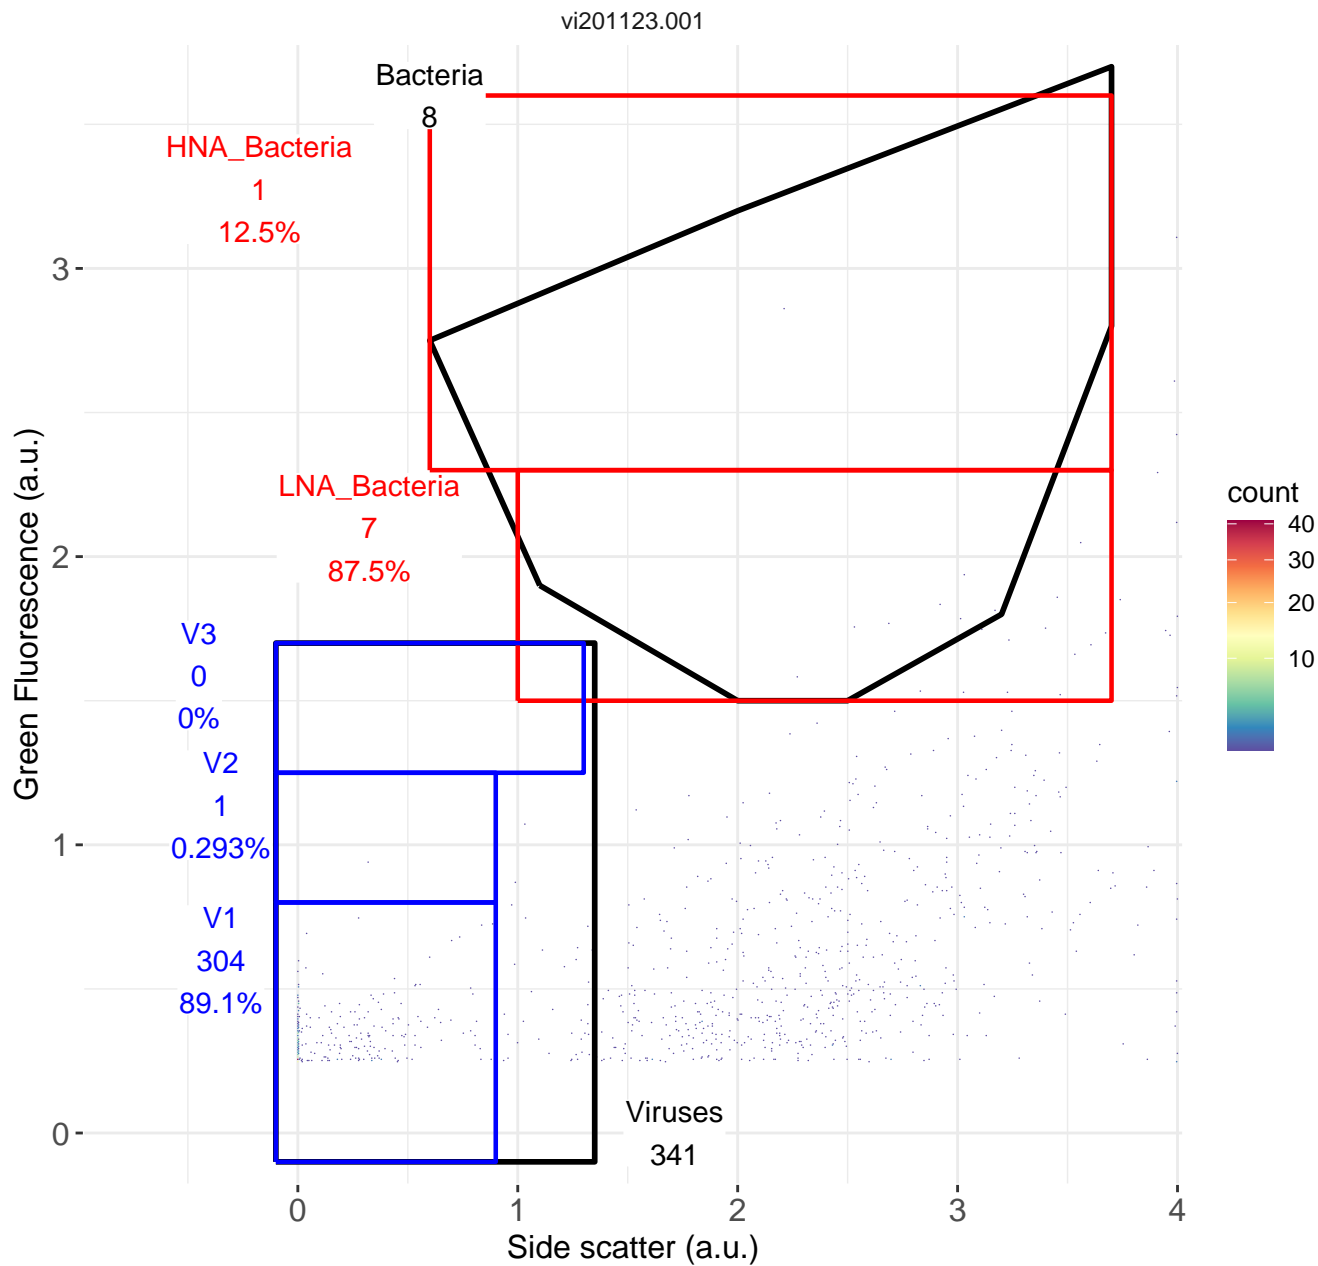 vi201123.001
Bacteria
8
HNA_Bacteria
1
12.5%
3
LNA_Bacteria
7
87.5%
2
V3
0
0%
V2
1
0.293%
1
V1
304
89.1%
Viruses
341
0
0 1 2 3 4
Side scatter (a.u.)
Green Fluorescence (a.u.)
count
40
30
20
10